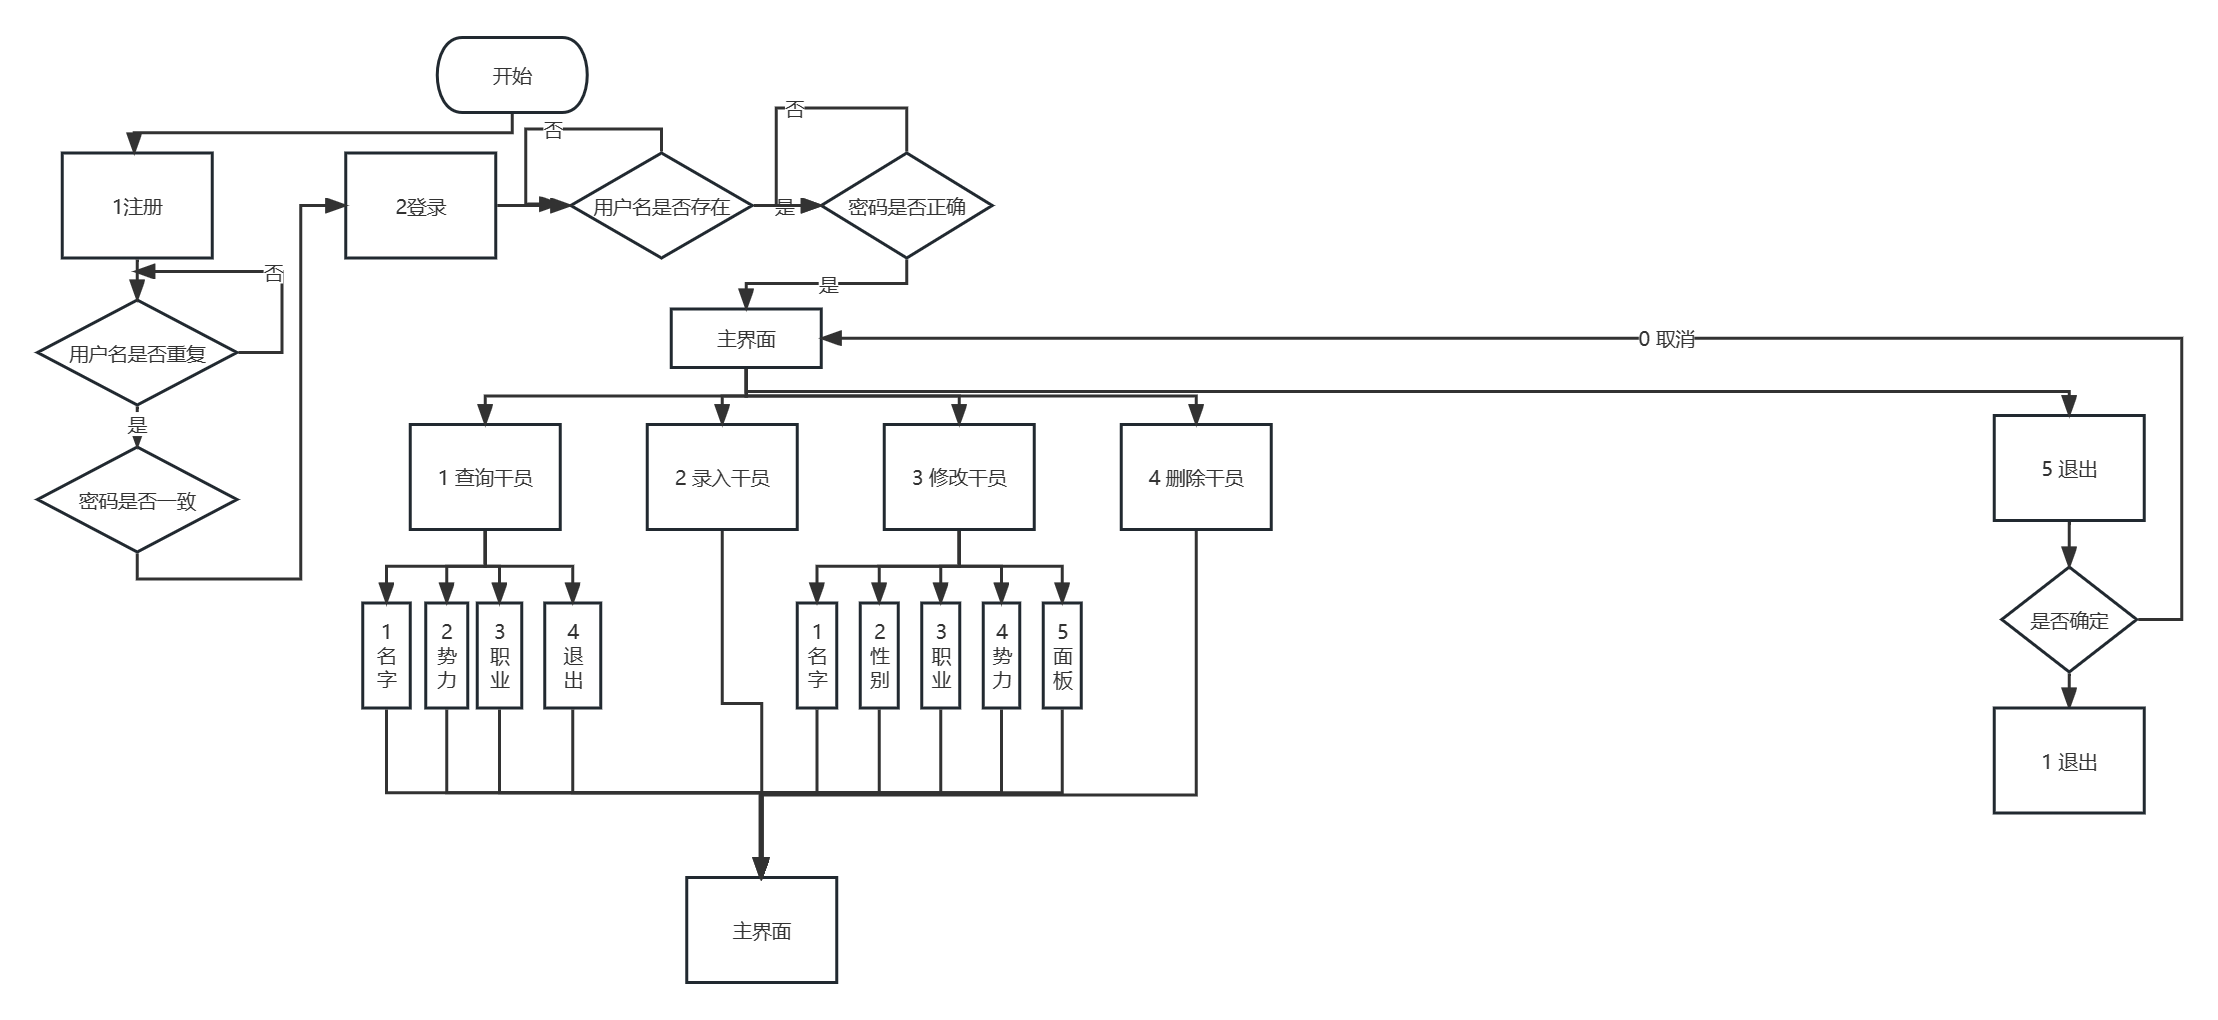 开始
否
否
1注册
2登录
用户名是否存在
是
密码是否正确
否
是
用户名是否重复
主界面
0 取消
是
密码是否一致
1 查询干员
2 录入干员
3 修改干员
4 删除干员
5 退出
是否确定
1
名
字
2
势
力
3
职
业
4
退
出
1
名
字
2
性
别
3
职
业
4
势
力
5
面
板
1 退出
主界面